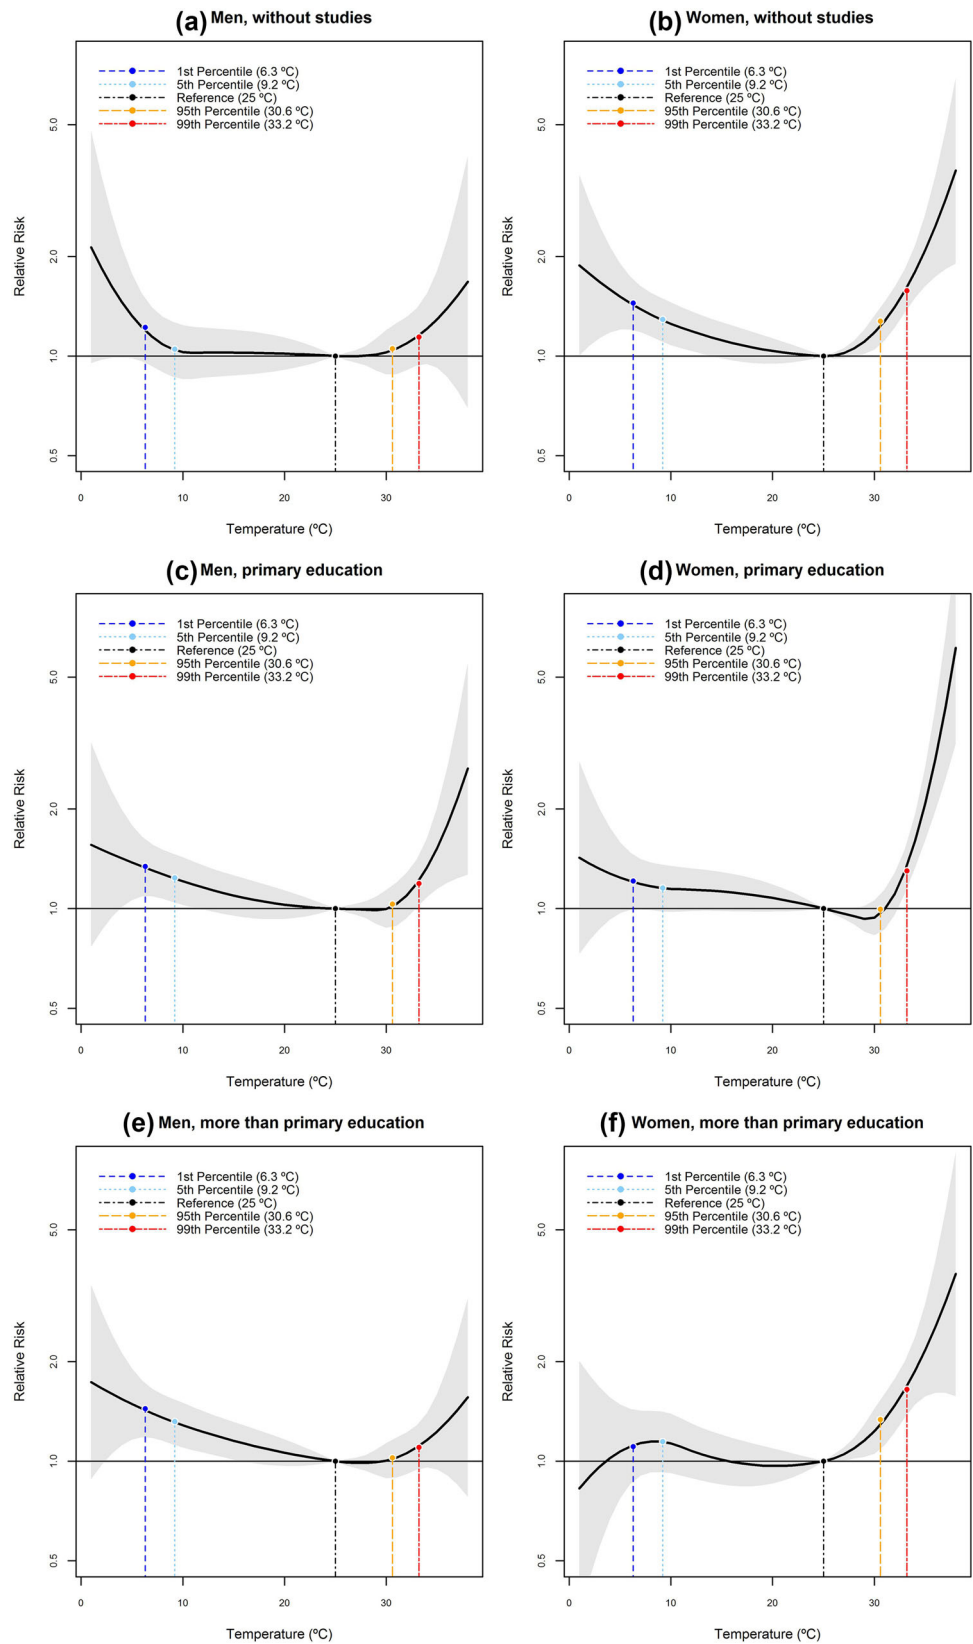 (a) Men, without studies
1st Percentile (6.3 ºC)
5th Percentile (9.2 ºC)
Reference (25 ºC)
95th Percentile (30.6 ºC)
99th Percentile (33.2 ºC)
Relative Risk
5.0
2.0
1.0
0.5
0 10 20 30
Temperature (ºC)
(b) Women, without studies
1st Percentile (6.3 ºC)
5th Percentile (9.2 ºC)
Reference (25 ºC)
95th Percentile (30.6 ºC)
99th Percentile (33.2 ºC)
Relative Risk
5.0
2.0
1.0
0.5
0 10 20 30
Temperature (ºC)
(c) Men, primary education
1st Percentile (6.3 ºC)
5th Percentile (9.2 ºC)
Reference (25 ºC)
95th Percentile (30.6 ºC)
99th Percentile (33.2 ºC)
Relative Risk
5.0
2.0
1.0
0.5
0 10 20 30
Temperature (ºC)
(d) Women, primary education
1st Percentile (6.3 ºC)
5th Percentile (9.2 ºC)
Reference (25 ºC)
95th Percentile (30.6 ºC)
99th Percentile (33.2 ºC)
Relative Risk
5.0
2.0
1.0
0.5
0 10 20 30
Temperature (ºC)
(e) Men, more than primary education
1st Percentile (6.3 ºC)
5th Percentile (9.2 ºC)
Reference (25 ºC)
95th Percentile (30.6 ºC)
99th Percentile (33.2 ºC)
Relative Risk
5.0
2.0
1.0
0.5
0 10 20 30
Temperature (ºC)
(f) Women, more than primary education
1st Percentile (6.3 ºC)
5th Percentile (9.2 ºC)
Reference (25 ºC)
95th Percentile (30.6 ºC)
99th Percentile (33.2 ºC)
Relative Risk
5.0
2.0
1.0
0.5
0 10 20 30
Temperature (ºC)